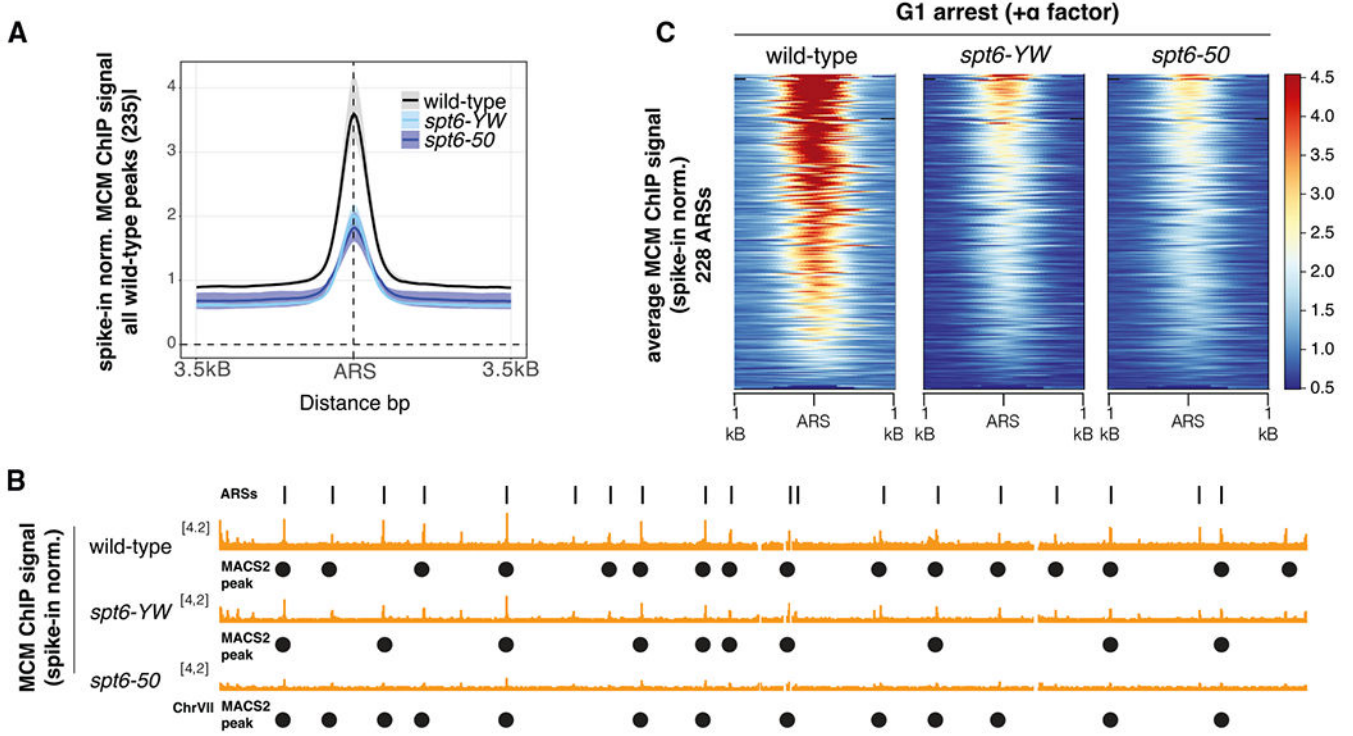 A
spike-in norm. MCM ChIP signal
all wild-type peaks (235)l
4
3
2
1
0
wild-type
spt6-YW
spt6-50
3.5kB
ARS
3.5kB
Distance bp
C
G1 arrest (+α factor)
wild-type
spt6-YW
spt6-50
average MCM ChIP signal
(spike-in norm.)
228 ARSs
4.5
4.0
3.5
3.0
2.5
2.0
1.5
1.0
0.5
1
kB
ARS
1
kB
1
kB
ARS
1
kB
1
kB
ARS
1
kB
B
MCM ChIP signal
(spike-in norm.)
ARSs
wild-type
[4,2]
MACS2
peak
spt6-YW
[4,2]
MACS2
peak
spt6-50
[4,2]
ChrVII
MACS2
peak